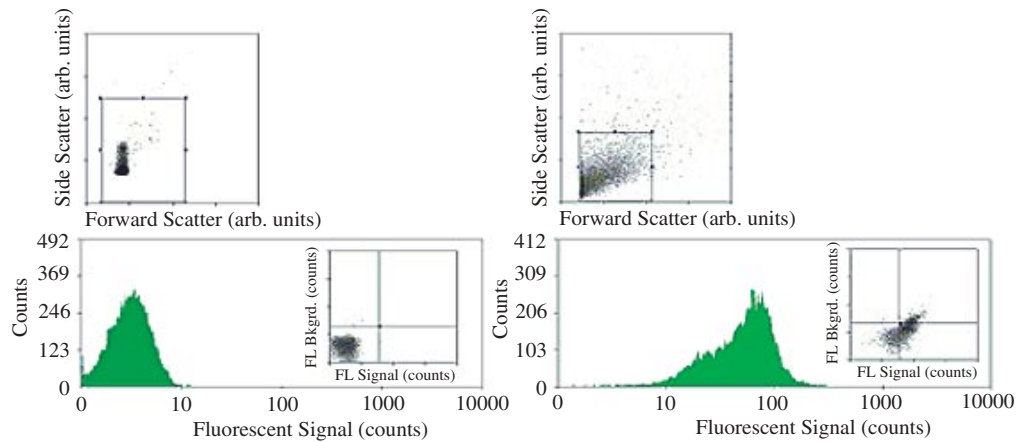 Side Scatter (arb. units)
Forward Scatter (arb. units)
Side Scatter (arb. units)
Forward Scatter (arb. units)
492
369
246
123
0
Counts
0
10
100
1000
10000
Fluorescent Signal (counts)
FL Bkgrd. (counts)
FL Signal (counts)
412
309
206
103
0
Counts
0
10
100
1000
10000
Fluorescent Signal (counts)
FL Bkgrd. (counts)
FL Signal (counts)